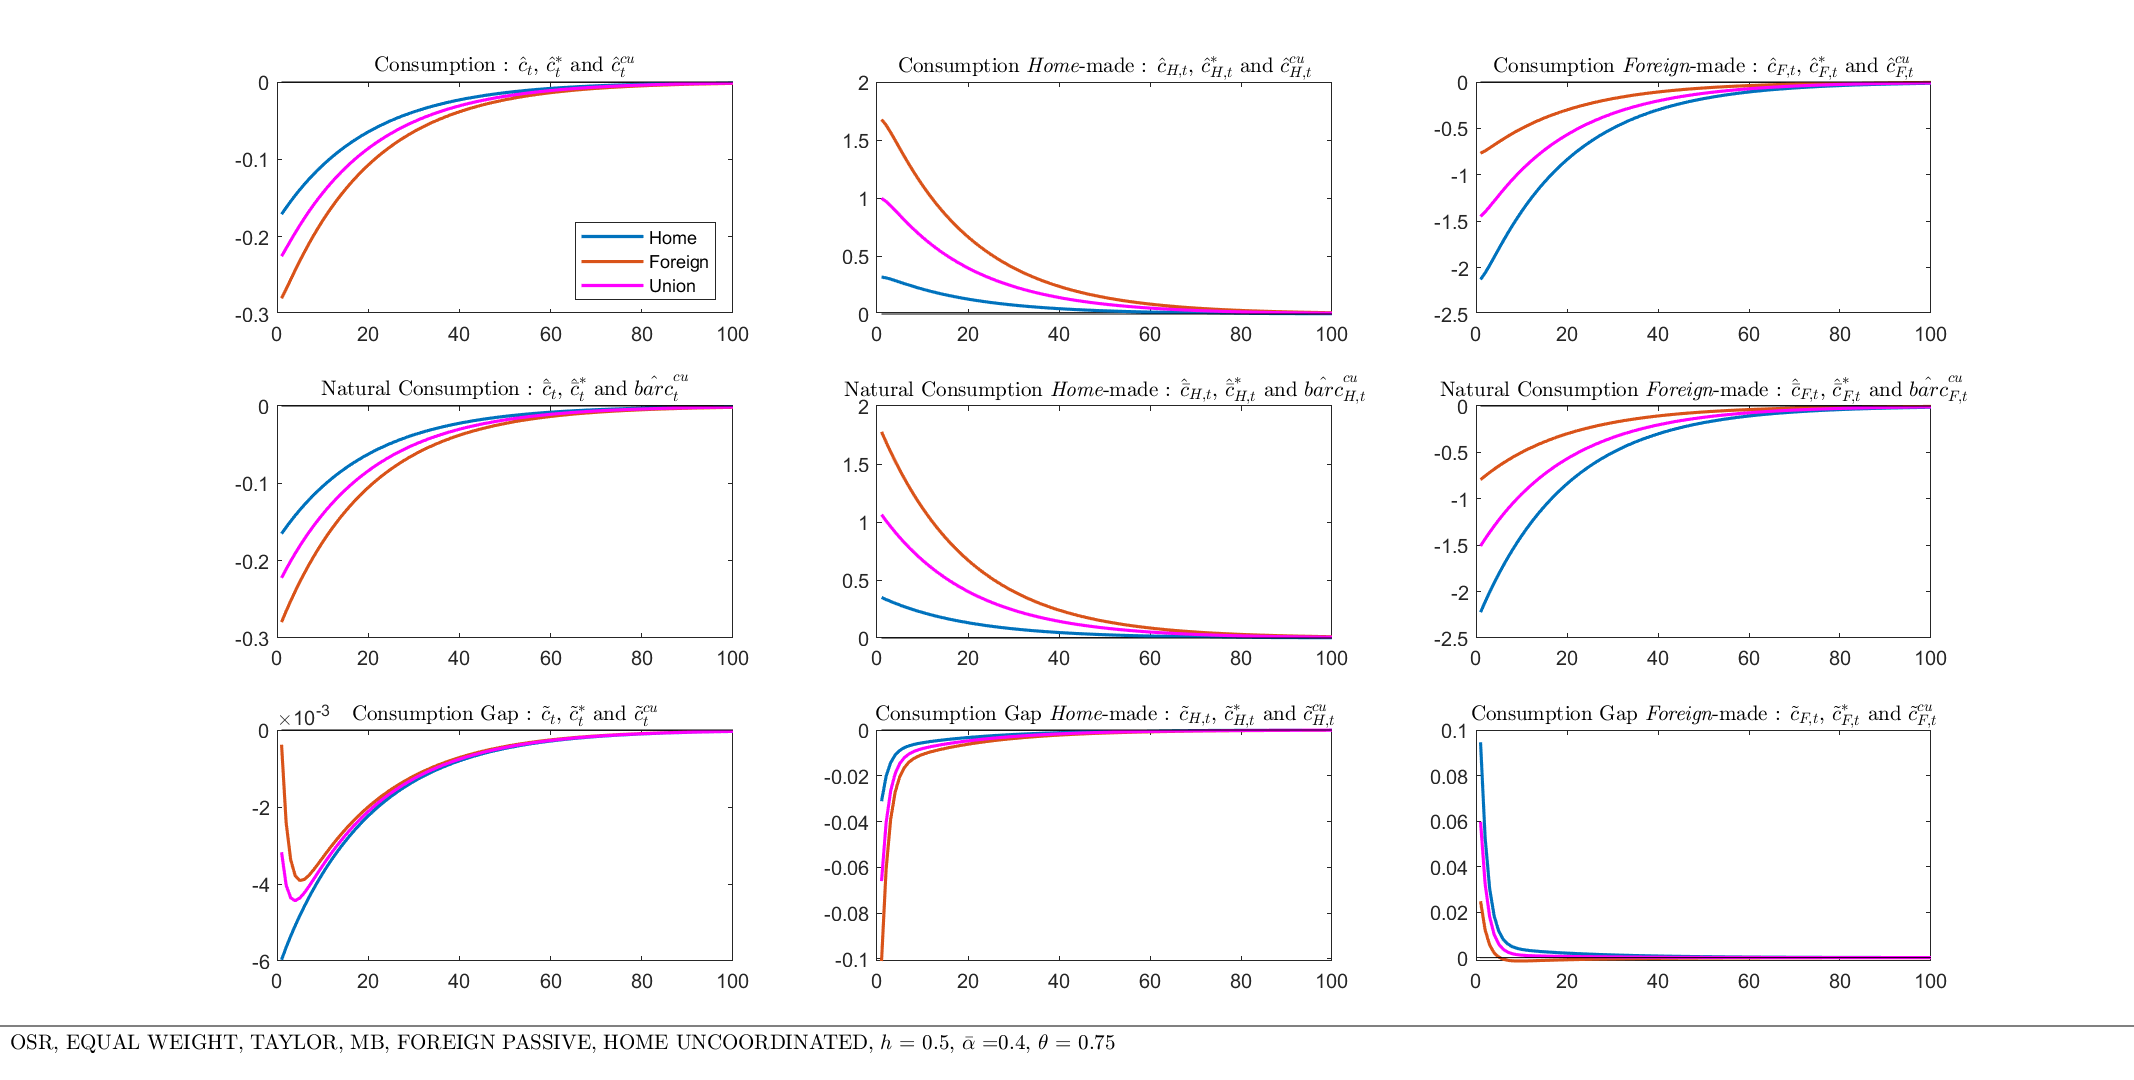 Consumption : ĉ_t, ĉ*_t and ĉ^cu_t
0
-0.1
-0.2
-0.3
0 20 40 60 80 100
Home
Foreign
Union
Consumption Home-made : ĉ_H,t, ĉ*_H,t and ĉ^cu_H,t
2
1.5
1
0.5
0
0 20 40 60 80 100
Consumption Foreign-made : ĉ_F,t, ĉ*_F,t and ĉ^cu_F,t
0
-0.5
-1
-1.5
-2
-2.5
0 20 40 60 80 100
Natural Consumption : ĉ̄_t, ĉ̄*_t and bar̂c^cu_t
0
-0.1
-0.2
-0.3
0 20 40 60 80 100
Natural Consumption Home-made : ĉ̄_H,t, ĉ̄*_H,t and bar̂c^cu_H,t
2
1.5
1
0.5
0
0 20 40 60 80 100
Natural Consumption Foreign-made : ĉ̄_F,t, ĉ̄*_F,t and bar̂c^cu_F,t
0
-0.5
-1
-1.5
-2
-2.5
0 20 40 60 80 100
Consumption Gap : c̃_t, c̃*_t and c̃^cu_t
×10^-3
0
-2
-4
-6
0 20 40 60 80 100
Consumption Gap Home-made : c̃_H,t, c̃*_H,t and c̃^cu_H,t
0
-0.02
-0.04
-0.06
-0.08
-0.1
0 20 40 60 80 100
Consumption Gap Foreign-made : c̃_F,t, c̃*_F,t and c̃^cu_F,t
0.1
0.08
0.06
0.04
0.02
0
0 20 40 60 80 100
OSR, EQUAL WEIGHT, TAYLOR, MB, FOREIGN PASSIVE, HOME UNCOORDINATED, h = 0.5, ᾱ =0.4, θ = 0.75